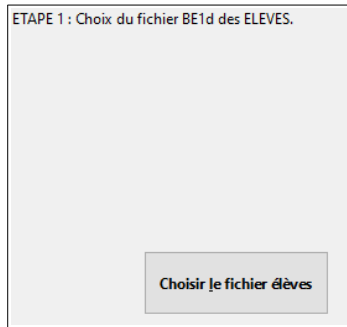 ETAPE 1 : Choix du fichier BE1d des ELEVES.
Choisir le fichier élèves